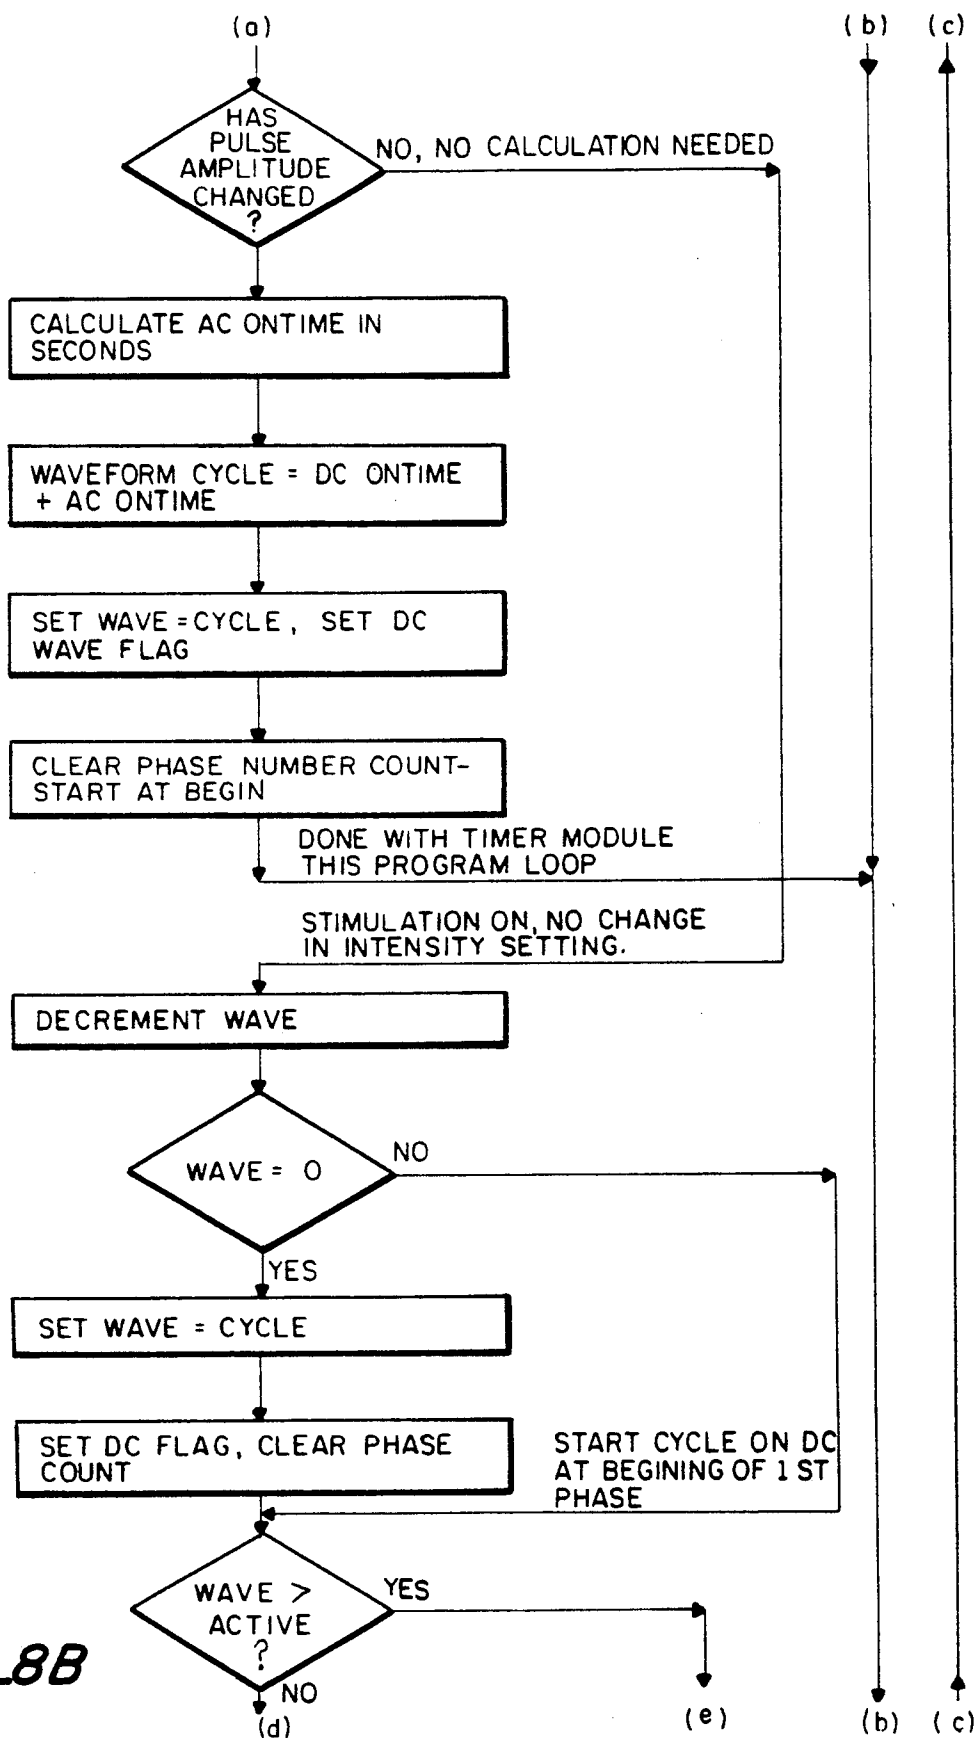 (a)
(b)
(c)
HAS
PULSE
AMPLITUDE
CHANGED
?
NO, NO CALCULATION NEEDED
CALCULATE AC ONTIME IN
SECONDS
WAVEFORM CYCLE = DC ONTIME
+ AC ONTIME
SET WAVE = CYCLE, SET DC
WAVE FLAG
CLEAR PHASE NUMBER COUNT-
START AT BEGIN
DONE WITH TIMER MODULE
THIS PROGRAM LOOP
STIMULATION ON, NO CHANGE
IN INTENSITY SETTING.
DECREMENT WAVE
WAVE = 0
NO
YES
SET WAVE = CYCLE
SET DC FLAG, CLEAR PHASE
COUNT
START CYCLE ON DC
AT BEGINING OF 1 ST
PHASE
WAVE >
ACTIVE
?
YES
NO
8B
(d)
(e)
(b)
(c)